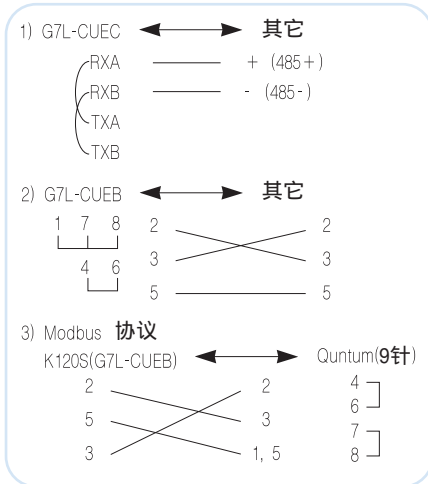 1) G7L-CUEC 其它
RXA + (485+)
RXB - (485-)
TXA
TXB
2) G7L-CUEB 其它
1 7 8 2 2
4 6 3 3
5 5
3) Modbus 协议
K120S(G7L-CUEB) Quntum(9针)
2 2 4
6
5 3 7
3 1, 5 8